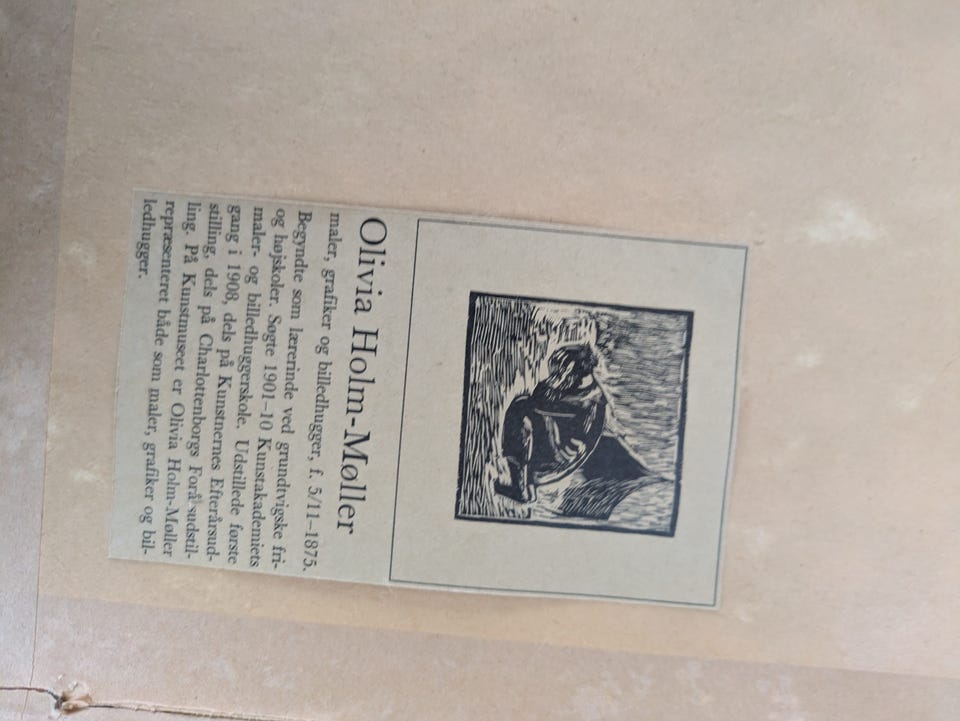 Olivia Holm-Møller
maler, grafiker og billedhugger, f. 5/11–1875.
Begyndte som lærerinde ved grundtvigske fri-
og højskoler. Søgte 1901–10 Kunstakademiets
maler- og billedhuggerskole. Udstillede første
gang i 1908, dels på Kunstnernes Efterårsud-
stilling, dels på Charlottenborgs Forårsudstil-
ling. På Kunstmuseet er Olivia Holm-Møller
repræsenteret både som maler, grafiker og bil-
ledhugger.